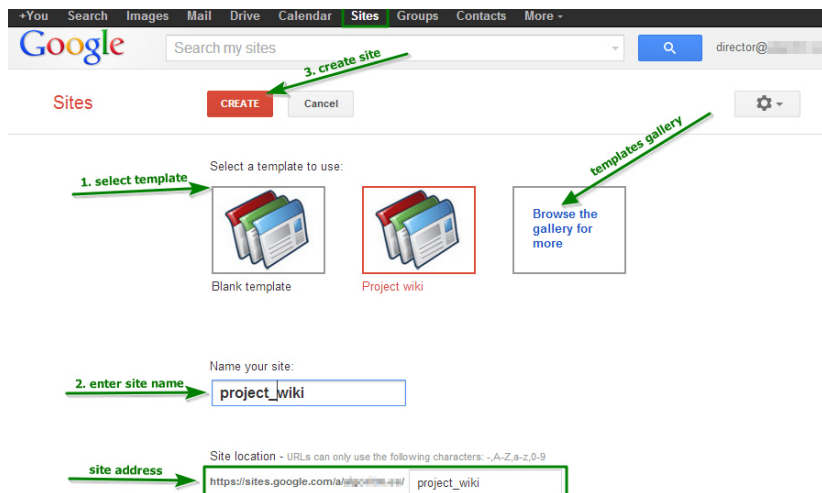 +You Search Images Mail Drive Calendar Sites Groups Contacts More
Google Search my sites director@
3. create site
Sites CREATE Cancel
templates gallery
Select a template to use:
1. select template
Browse the
gallery for
more
Blank template Project wiki
Name your site:
2. enter site name project_wiki
Site location - URLs can only use the following characters: -,A-Z,a-z,0-9
site address https://sites.google.com/a/ / project_wiki